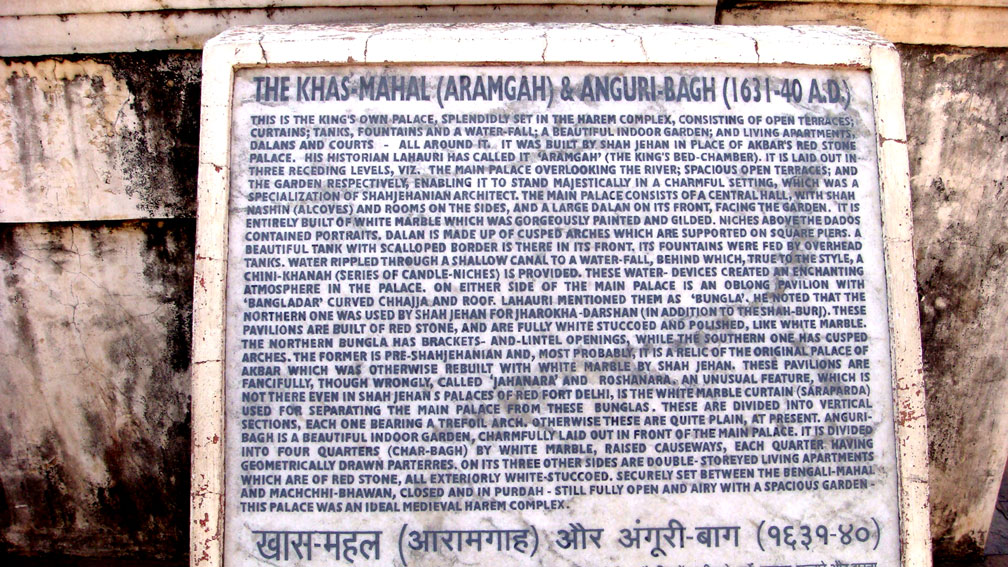 THE KHAS-MAHAL (ARAMGAH) & ANGURI-BAGH (1631-40 A.D.)
THIS IS THE KING'S OWN PALACE, SPLENDIDLY SET IN THE HAREM COMPLEX, CONSISTING OF OPEN TERRACES;
CURTAINS; TANKS, FOUNTAINS AND A WATER-FALL; A BEAUTIFUL INDOOR GARDEN; AND LIVING APARTMENTS,
DALANS AND COURTS - ALL AROUND IT. IT WAS BUILT BY SHAH JEHAN IN PLACE OF AKBAR'S RED STONE
PALACE. HIS HISTORIAN LAHAURI HAS CALLED IT 'ARAMGAH' (THE KING'S BED-CHAMBER). IT IS LAID OUT IN
THREE RECEDING LEVELS, VIZ. THE MAIN PALACE OVERLOOKING THE RIVER; SPACIOUS OPEN TERRACES; AND
THE GARDEN RESPECTIVELY, ENABLING IT TO STAND MAJESTICALLY IN A CHARMFUL SETTING, WHICH WAS A
SPECIALIZATION OF SHAHJEHANIAN ARCHITECT. THE MAIN PALACE CONSISTS OF A CENTRAL HALL, WITH SHAH
NASHIN (ALCOVES) AND ROOMS ON THE SIDES, AND A LARGE DALAN ON ITS FRONT, FACING THE GARDEN. IT IS
ENTIRELY BUILT OF WHITE MARBLE WHICH WAS GORGEOUSLY PAINTED AND GILDED. NICHES ABOVE THE DADOS
CONTAINED PORTRAITS, DALAN IS MADE UP OF CUSPED ARCHES WHICH ARE SUPPORTED ON SQUARE PIERS. A
BEAUTIFUL TANK WITH SCALLOPED BORDER IS THERE IN ITS FRONT, ITS FOUNTAINS WERE FED BY OVERHEAD
TANKS. WATER RIPPLED THROUGH A SHALLOW CANAL TO A WATER-FALL, BEHIND WHICH, TRUE TO THE STYLE, A
CHINI-KHANAH (SERIES OF CANDLE-NICHES) IS PROVIDED. THESE WATER- DEVICES CREATED AN ENCHANTING
ATMOSPHERE IN THE PALACE. ON EITHER SIDE OF THE MAIN PALACE IS AN OBLONG PAVILION WITH
'BANGLADAR' CURVED CHHAJJA AND ROOF. LAHAURI MENTIONED THEM AS 'BUNGLA'. HE NOTED THAT THE
NORTHERN ONE WAS USED BY SHAH JEHAN FOR JHAROKHA-DARSHAN (IN ADDITION TO THE SHAH-BURJ). THESE
PAVILIONS ARE BUILT OF RED STONE, AND ARE FULLY WHITE STUCCOED AND POLISHED, LIKE WHITE MARBLE.
THE NORTHERN BUNGLA HAS BRACKETS- AND-LINTEL OPENINGS, WHILE THE SOUTHERN ONE HAS CUSPED
ARCHES. THE FORMER IS PRE-SHAHJEHANIAN AND, MOST PROBABLY, IT IS A RELIC OF THE ORIGINAL PALACE OF
AKBAR WHICH WAS OTHERWISE REBUILT WITH WHITE MARBLE BY SHAH JEHAN. THESE PAVILIONS ARE
FANCIFULLY, THOUGH WRONGLY, CALLED 'JAHANARA' AND ROSHANARA. AN UNUSUAL FEATURE, WHICH IS
NOT THERE EVEN IN SHAH JEHAN S PALACES OF RED FORT DELHI, IS THE WHITE MARBLE CURTAIN (SARAPARDA)
USED FOR SEPARATING THE MAIN PALACE FROM THESE BUNGLAS. THESE ARE DIVIDED INTO VERTICAL
SECTIONS, EACH ONE BEARING A TREFOIL ARCH. OTHERWISE THESE ARE QUITE PLAIN, AT PRESENT. ANGURI-
BAGH IS A BEAUTIFUL INDOOR GARDEN, CHARMFULLY LAID OUT IN FRONT OF THE MAIN PALACE. IT IS DIVIDED
INTO FOUR QUARTERS (CHAR-BAGH) BY WHITE MARBLE, RAISED CAUSEWAYS, EACH QUARTER HAVING
GEOMETRICALLY DRAWN PARTERRES. ON ITS THREE OTHER SIDES ARE DOUBLE- STOREYED LIVING APARTMENTS
WHICH ARE OF RED STONE, ALL EXTERIORLY WHITE-STUCCOED. SECURELY SET BETWEEN THE BENGALI-MAHAL
AND MACHCHHI-BHAWAN, CLOSED AND IN PURDAH - STILL FULLY OPEN AND AIRY WITH A SPACIOUS GARDEN -
THIS PALACE WAS AN IDEAL MEDIEVAL HAREM COMPLEX.
खास-महल (आरामगाह) और अंगूरी-बाग (१६३१-४०)